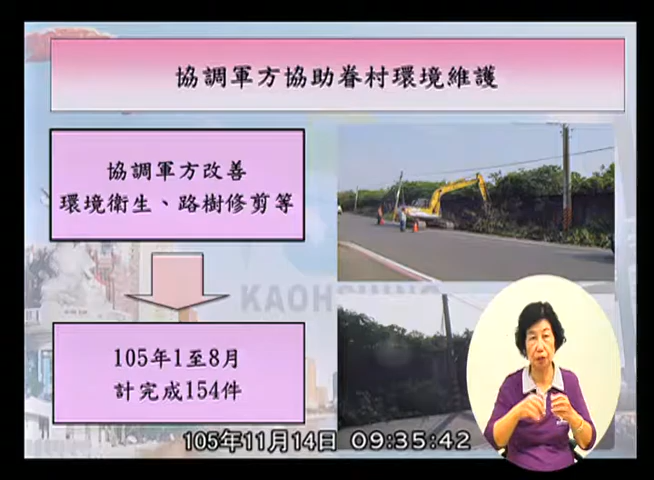 協調軍方協助眷村環境維護
協調軍方改善
環境衛生、路樹修剪等
KAOHSIUNG
105年1至8月
計完成154件
105年11月14日 09:35:42